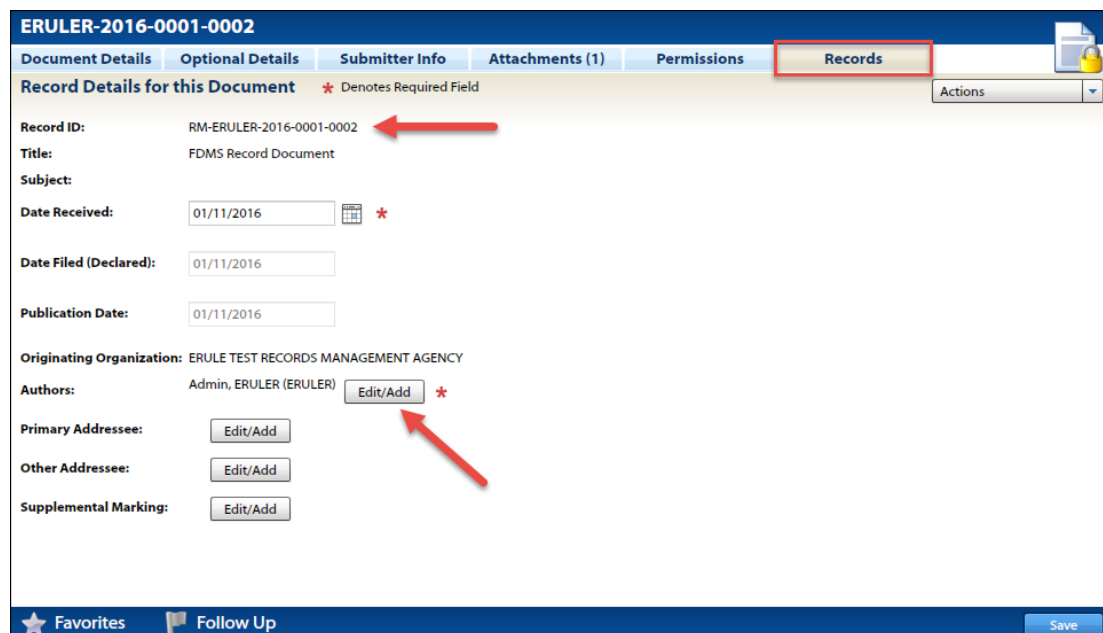 ERULER-2016-0001-0002
Document Details Optional Details Submitter Info Attachments (1) Permissions Records
Record Details for this Document * Denotes Required Field Actions
Record ID: RM-ERULER-2016-0001-0002
Title: FDMS Record Document
Subject:
Date Received: 01/11/2016 *
Date Filed (Declared): 01/11/2016
Publication Date: 01/11/2016
Originating Organization: ERULE TEST RECORDS MANAGEMENT AGENCY
Authors: Admin, ERULER (ERULER) Edit/Add *
Primary Addressee: Edit/Add
Other Addressee: Edit/Add
Supplemental Marking: Edit/Add
Favorites Follow Up Save